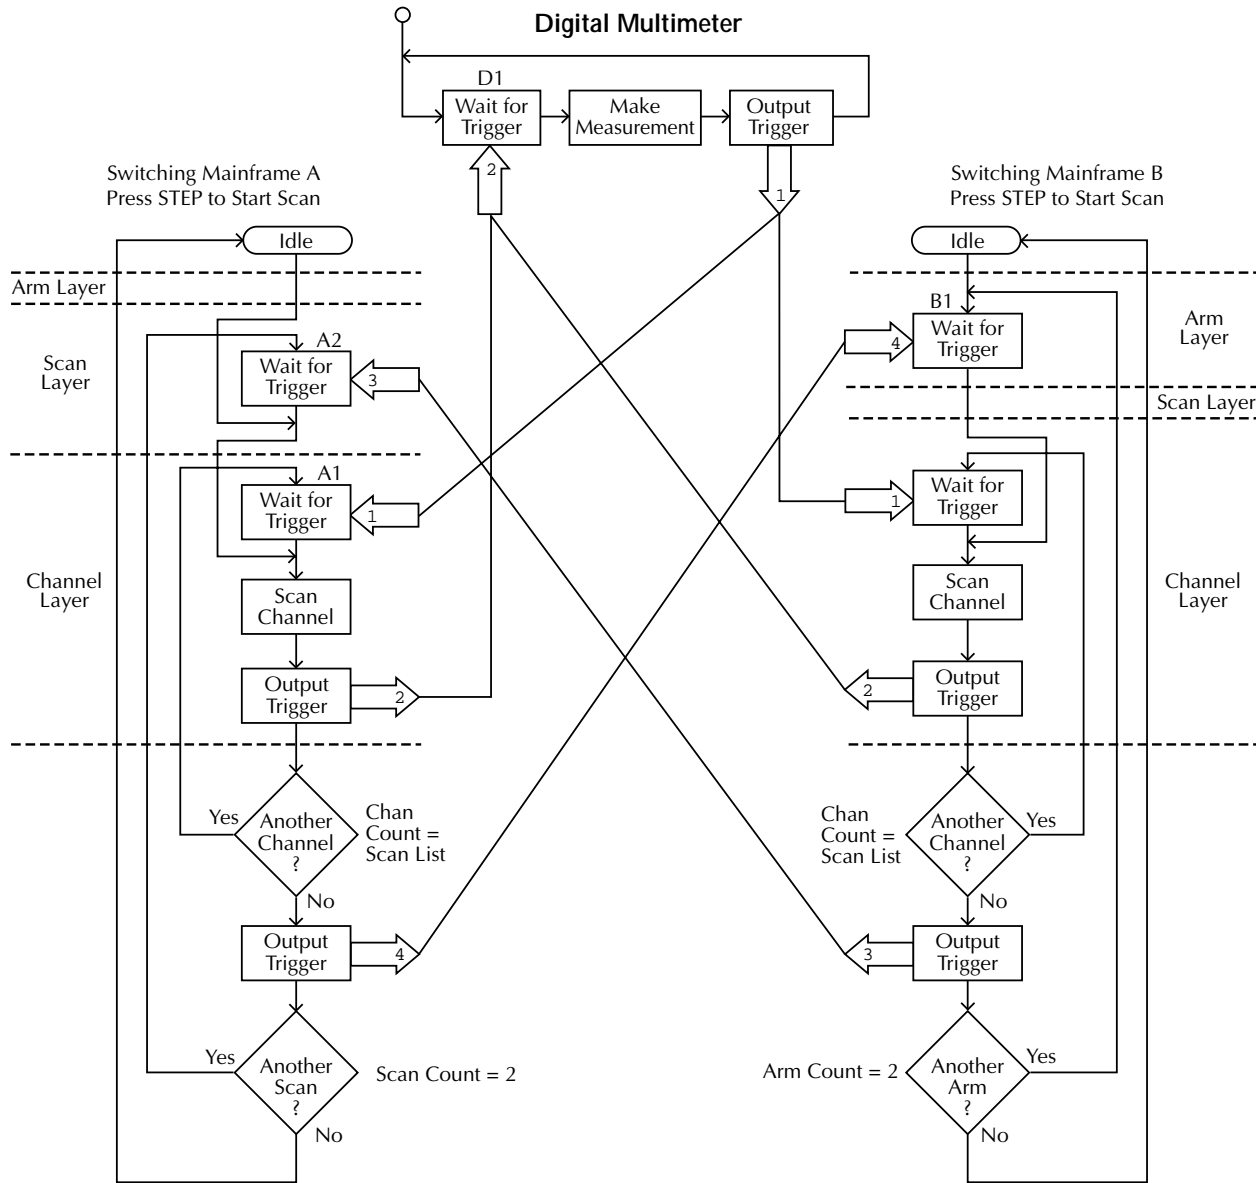 Digital Multimeter
D1
Wait for
Trigger
Make
Measurement
Output
Trigger
2
1
Switching Mainframe A
Press STEP to Start Scan
Idle
Arm Layer
Scan
Layer
A2
Wait for
Trigger
3
A1
Wait for
Trigger
1
Channel
Layer
Scan
Channel
Output
Trigger
2
Yes
Another
Channel
?
Chan
Count =
Scan List
No
Output
Trigger
4
Yes
Another
Scan
?
Scan Count = 2
No
Switching Mainframe B
Press STEP to Start Scan
Idle
B1
Wait for
Trigger
4
Arm
Layer
Scan Layer
Wait for
Trigger
1
Scan
Channel
Channel
Layer
Output
Trigger
2
Chan
Count =
Scan List
Another
Channel
?
Yes
No
Output
Trigger
3
Arm Count = 2
Another
Arm
?
Yes
No